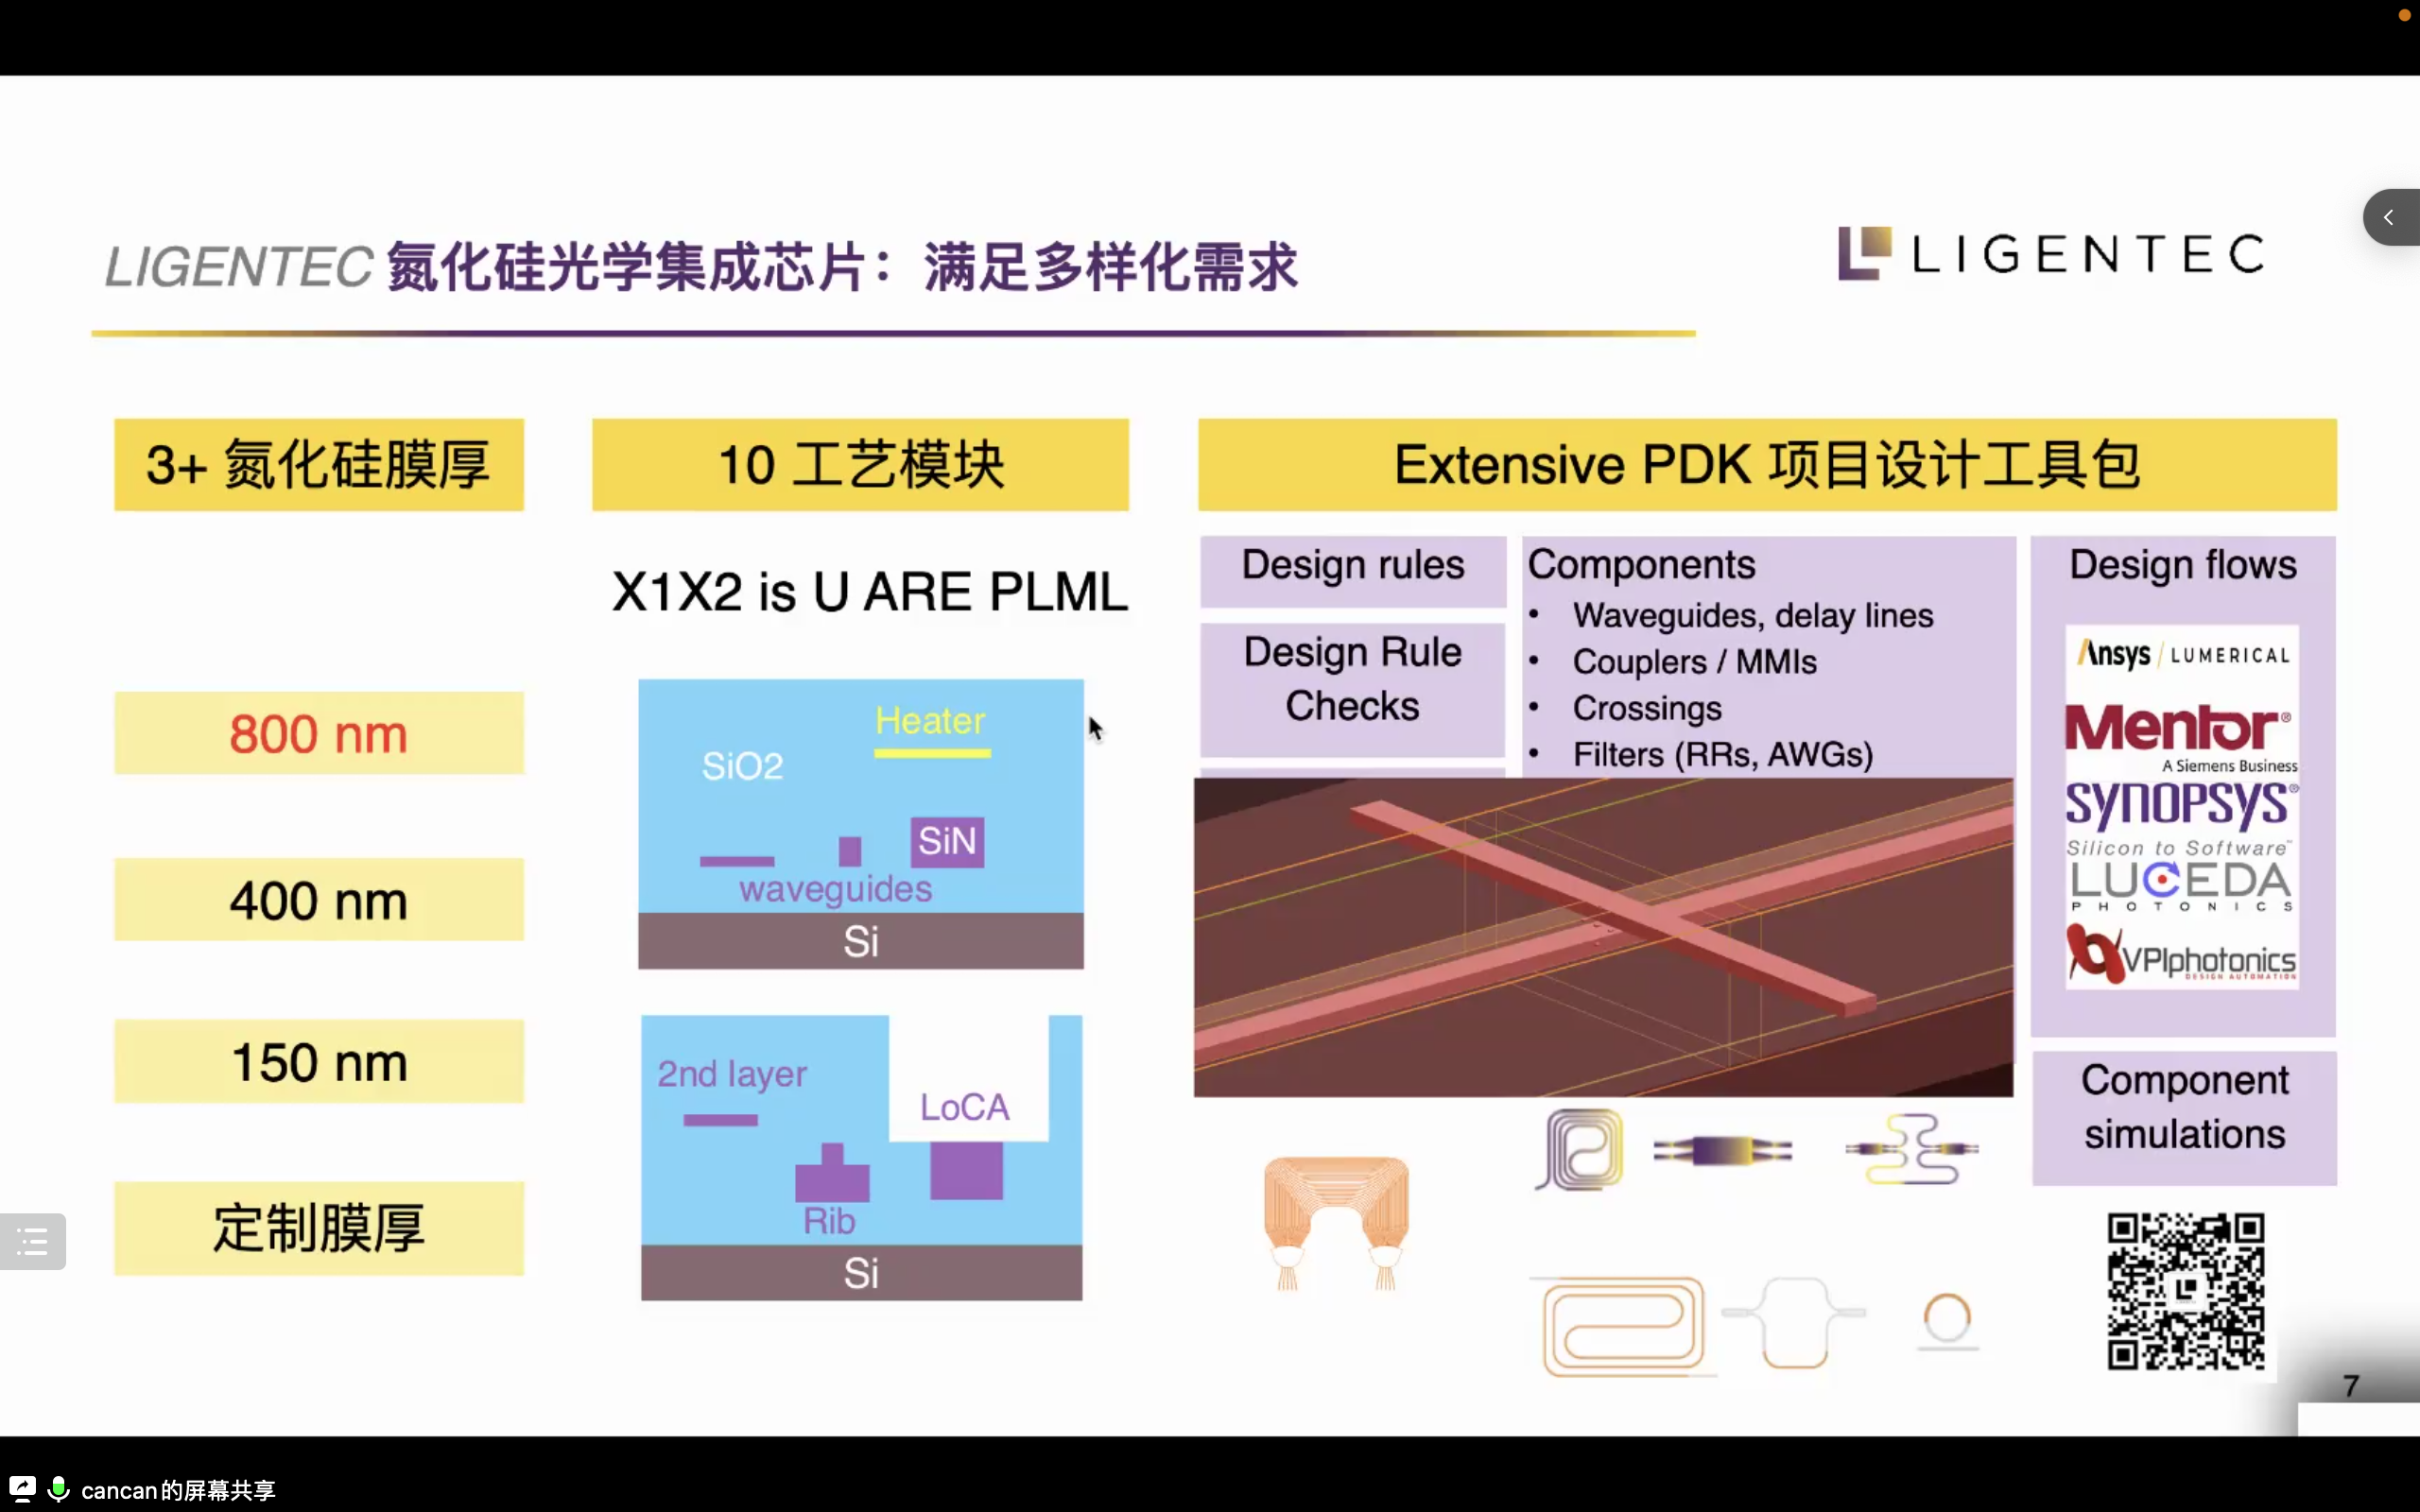 LIGENTEC 氮化硅光学集成芯片：满足多样化需求
LIGENTEC
3+ 氮化硅膜厚
800 nm
400 nm
150 nm
定制膜厚
10 工艺模块
X1X2 is U ARE PLML
Heater
SiO2
SiN
waveguides
Si
2nd layer
LoCA
Rib
Si
Extensive PDK 项目设计工具包
Design rules
Design Rule
Checks
Components
• Waveguides, delay lines
• Couplers / MMIs
• Crossings
• Filters (RRs, AWGs)
Design flows
Ansys / LUMERICAL
Mentor®
A Siemens Business
SYNOPSYS®
Silicon to Software™
LUCEDA
PHOTONICS
VPIphotonics
DESIGN AUTOMATION
Component
simulations
7
cancan的屏幕共享